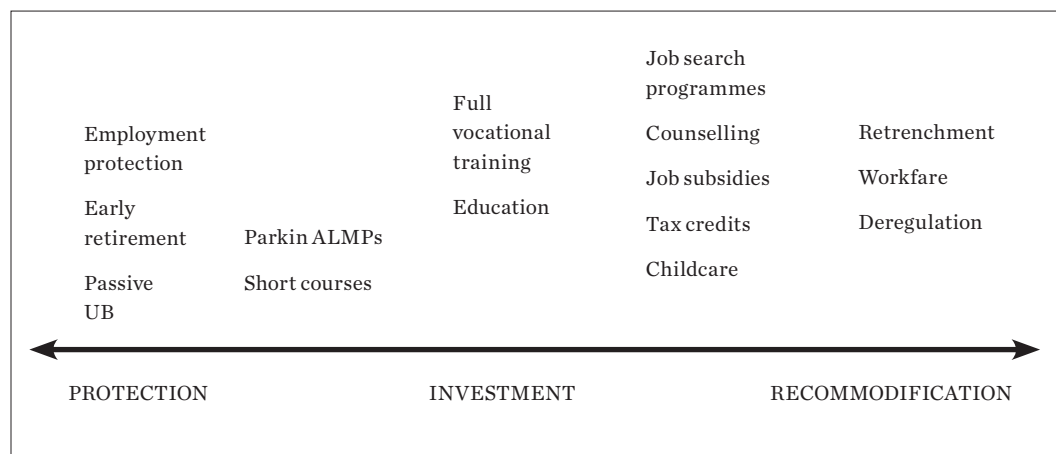 Employment
protection
Early
retirement
Passive
UB
Parkin ALMPs
Short courses
Full
vocational
training
Education
Job search
programmes
Counselling
Job subsidies
Tax credits
Childcare
Retrenchment
Workfare
Deregulation
PROTECTION
INVESTMENT
RECOMMODIFICATION